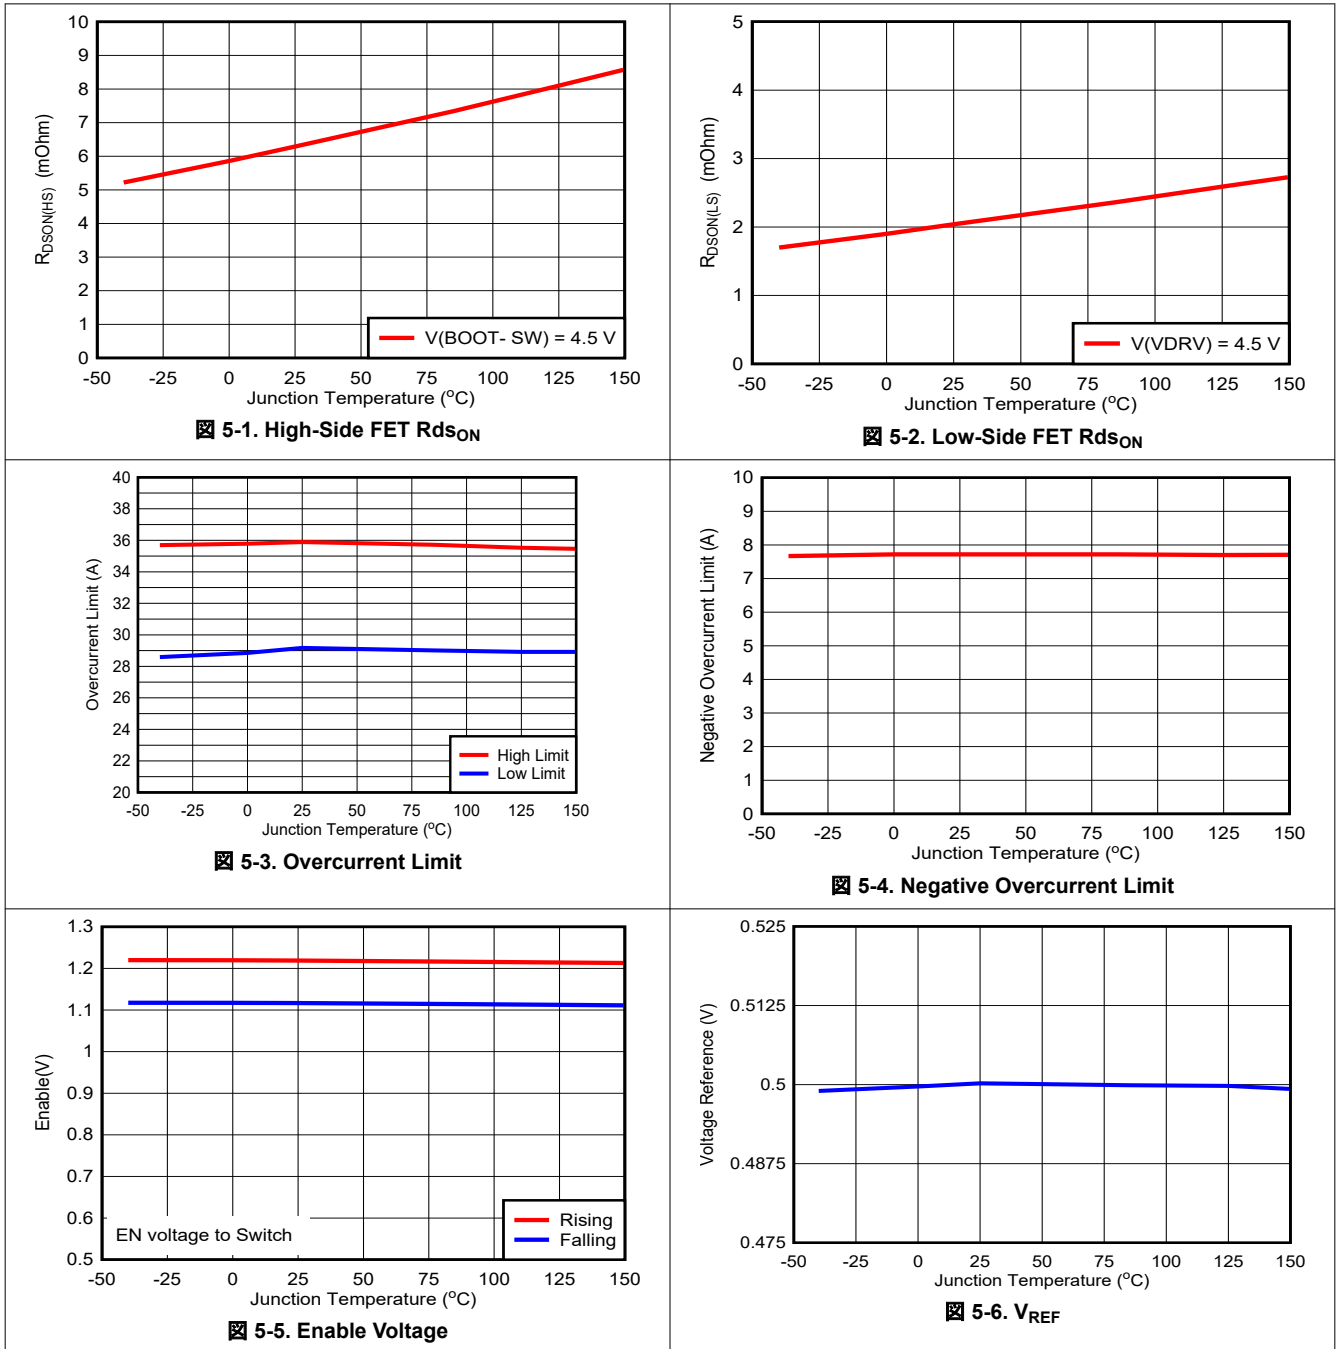 10
9
8
7
6
5
4
3
2
1
0
R_DSON(HS) (mOhm)
V(BOOT- SW) = 4.5 V
-50 -25 0 25 50 75 100 125 150
Junction Temperature (°C)
図 5-1. High-Side FET Rds_ON
5
4
3
2
1
0
R_DSON(LS) (mOhm)
V(VDRV) = 4.5 V
-50 -25 0 25 50 75 100 125 150
Junction Temperature (°C)
図 5-2. Low-Side FET Rds_ON
40
38
36
34
32
30
28
26
24
22
20
Overcurrent Limit (A)
High Limit
Low Limit
-50 -25 0 25 50 75 100 125 150
Junction Temperature (°C)
図 5-3. Overcurrent Limit
10
9
8
7
6
5
4
3
2
1
0
Negative Overcurrent Limit (A)
-50 -25 0 25 50 75 100 125 150
Junction Temperature (°C)
図 5-4. Negative Overcurrent Limit
1.3
1.2
1.1
1
0.9
0.8
0.7
0.6
0.5
Enable(V)
EN voltage to Switch
Rising
Falling
-50 -25 0 25 50 75 100 125 150
Junction Temperature (°C)
図 5-5. Enable Voltage
0.525
0.5125
0.5
0.4875
0.475
Voltage Reference (V)
-50 -25 0 25 50 75 100 125 150
Junction Temperature (°C)
図 5-6. V_REF